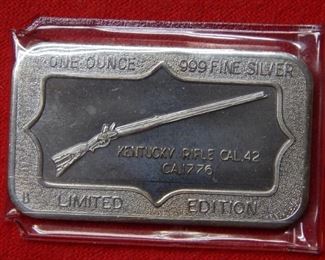 ONE OUNCE 999 FINE SILVER
KENTUCKY RIFLE CAL.42
CA.1776
B
LIMITED EDITION